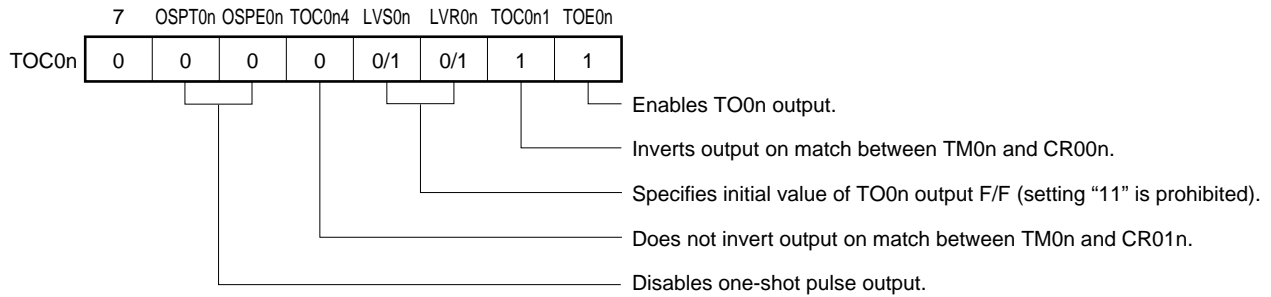 7 OSPT0n OSPE0n TOC0n4 LVS0n LVR0n TOC0n1 TOE0n
TOC0n 0 0 0 0 0/1 0/1 1 1
Enables TO0n output.
Inverts output on match between TM0n and CR00n.
Specifies initial value of TO0n output F/F (setting “11” is prohibited).
Does not invert output on match between TM0n and CR01n.
Disables one-shot pulse output.